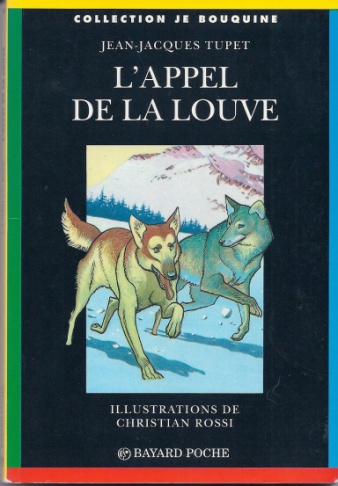 COLLECTION JE BOUQUINE
JEAN-JACQUES TUPET
L'APPEL
DE LA LOUVE
ILLUSTRATIONS DE
CHRISTIAN ROSSI
BAYARD POCHE